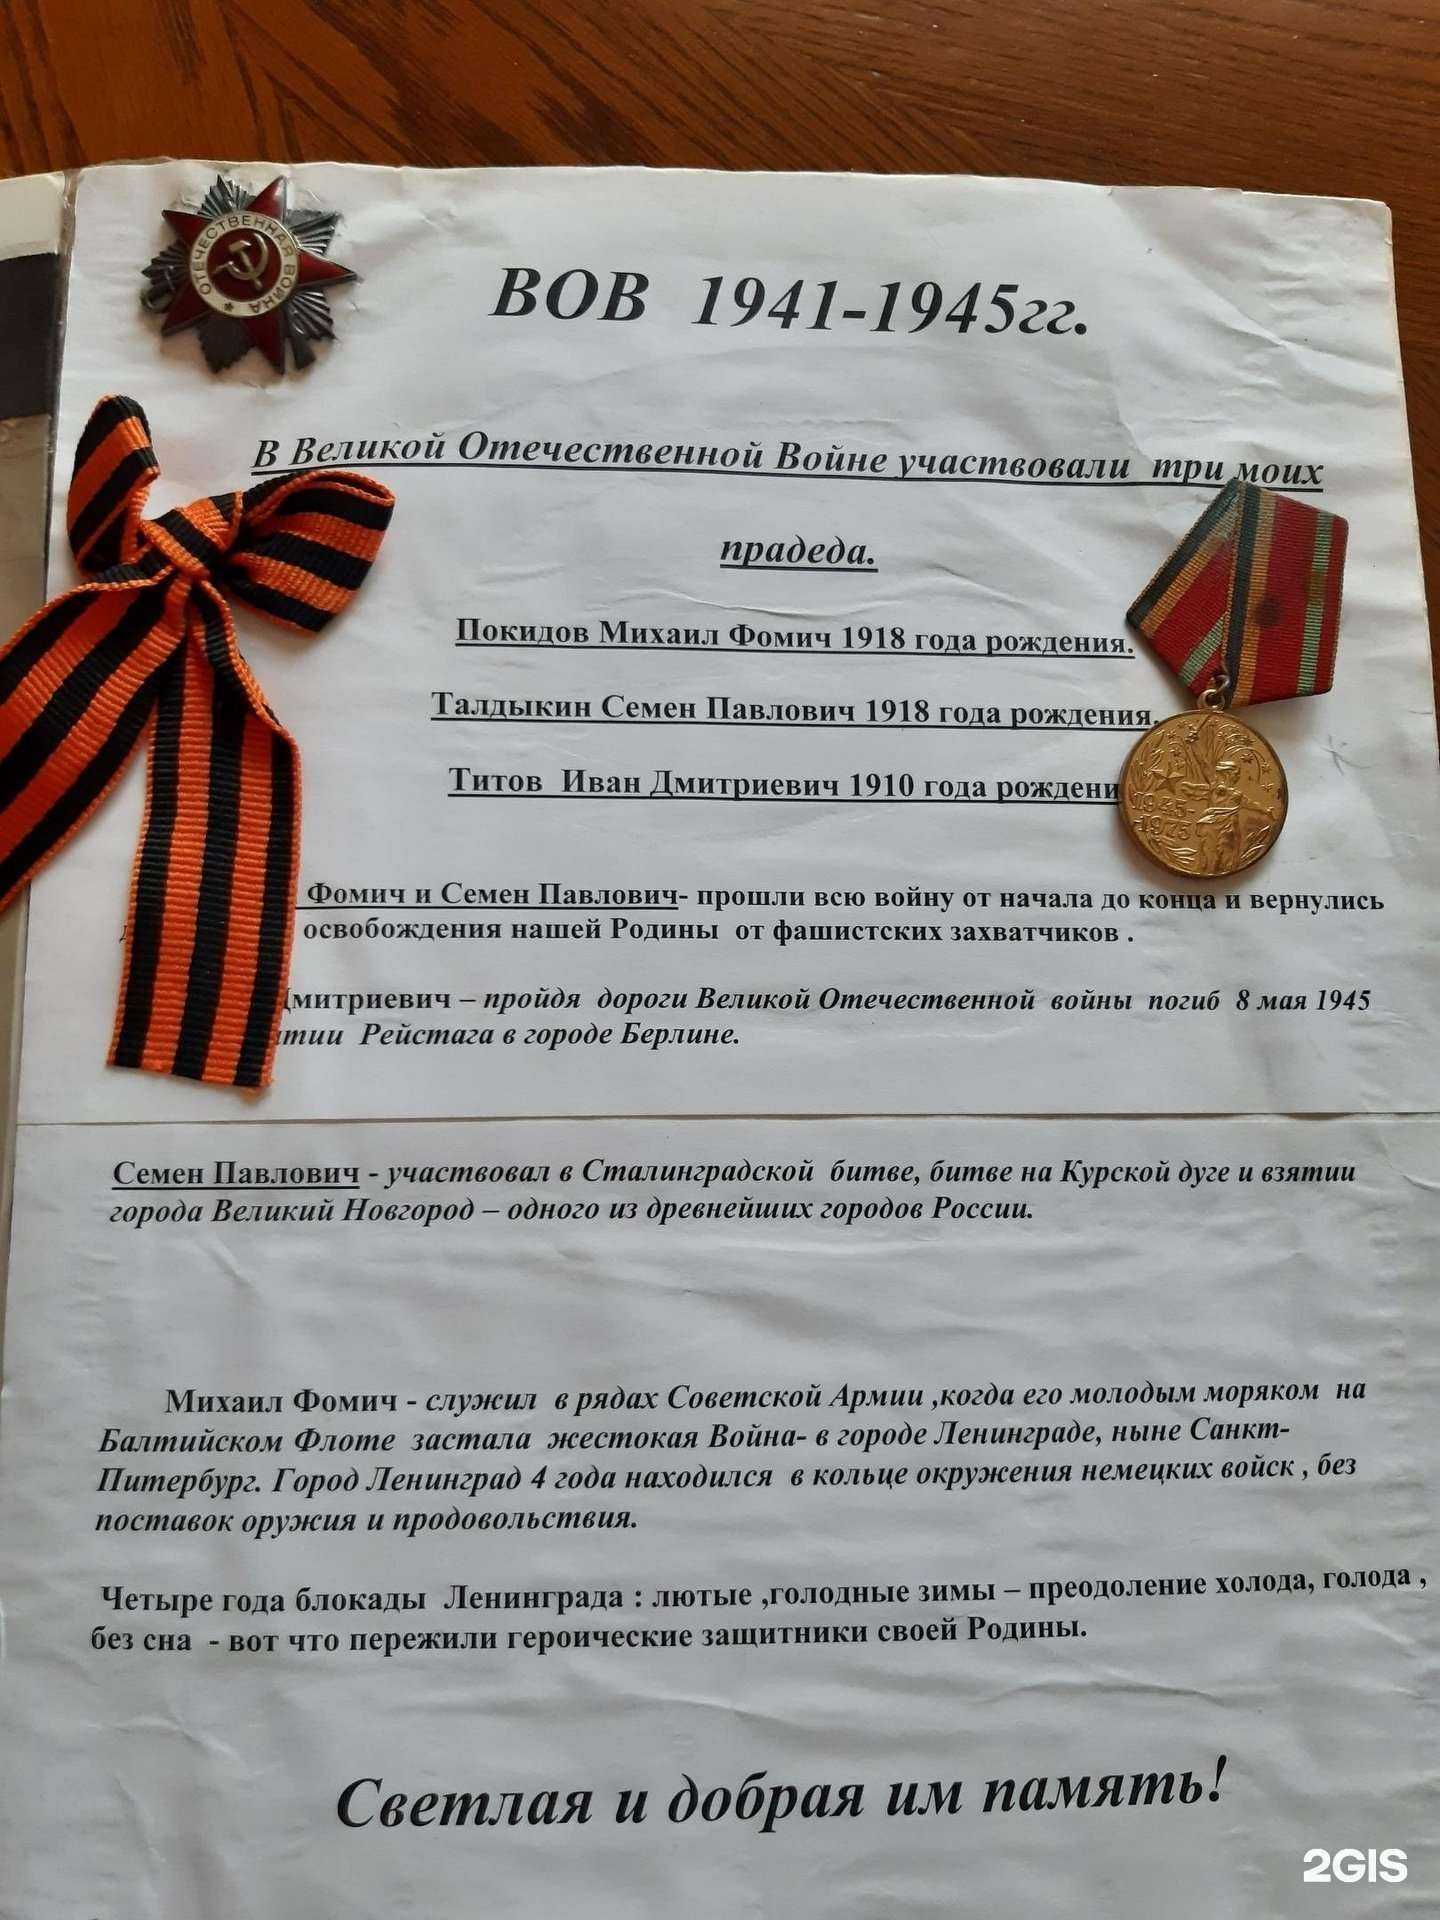 ОТЕЧЕСТВЕННАЯ ВОЙНА
ВОВ 1941-1945гг.
В Великой Отечественной Войне участвовали три моих
прадеда.
Покидов Михаил Фомич 1918 года рождения.
Талдыкин Семен Павлович 1918 года рождения.
Титов Иван Дмитриевич 1910 года рождени
1945-
-1975
Фомич и Семен Павлович- прошли всю войну от начала до конца и вернулись
освобождения нашей Родины от фашистских захватчиков .
Дмитриевич – пройдя дороги Великой Отечественной войны погиб 8 мая 1945
Рейстага в городе Берлине.
Семен Павлович - участвовал в Сталинградской битве, битве на Курской дуге и взятии
города Великий Новгород – одного из древнейших городов России.
Михаил Фомич - служил в рядах Советской Армии ,когда его молодым моряком на
Балтийском Флоте застала жестокая Война- в городе Ленинграде, ныне Санкт-
Питербург. Город Ленинград 4 года находился в кольце окружения немецких войск , без
поставок оружия и продовольствия.
Четыре года блокады Ленинграда : лютые ,голодные зимы – преодоление холода, голода ,
без сна - вот что пережили героические защитники своей Родины.
Светлая и добрая им память!
2GIS